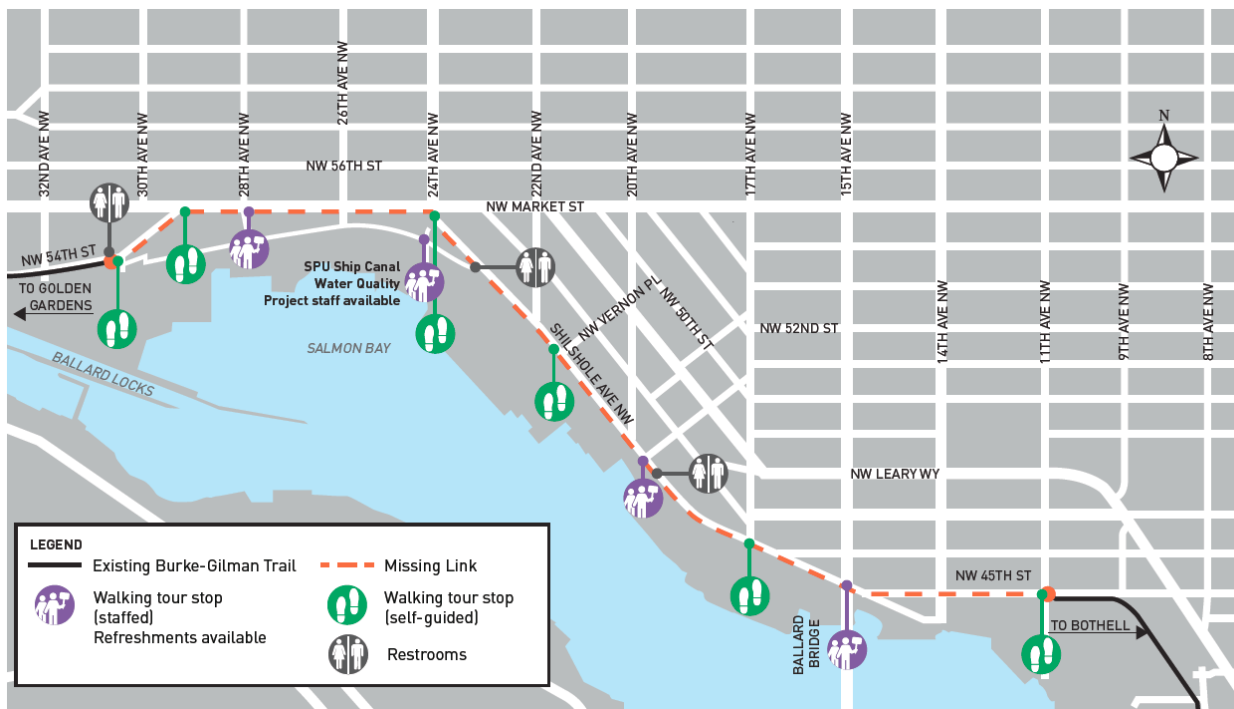 32ND AVE NW
30TH AVE NW
28TH AVE NW
26TH AVE NW
24TH AVE NW
22ND AVE NW
20TH AVE NW
17TH AVE NW
15TH AVE NW
N
NW 56TH ST
NW MARKET ST
NW 54TH ST
TO GOLDEN
GARDENS
SPU Ship Canal
Water Quality
Project staff available
SALMON BAY
BALLARD LOCKS
NW VERNON PL
NW 50TH ST
SHILSHOLE AVE NW
NW 52ND ST
14TH AVE NW
11TH AVE NW
9TH AVE NW
8TH AVE NW
NW LEARY WY
NW 45TH ST
BALLARD
BRIDGE
TO BOTHELL
LEGEND
Existing Burke-Gilman Trail
Missing Link
Walking tour stop
(staffed)
Refreshments available
Walking tour stop
(self-guided)
Restrooms